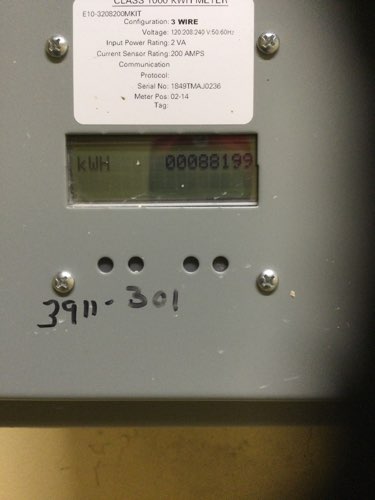 CLASS 1000 KWH METER
E10-320B200MKIT
Configuration: 3 WIRE
Voltage: 120:208:240 V:50-60Hz
Input Power Rating: 2 VA
Current Sensor Rating: 200 AMPS
Communication
Protocol:
Serial No: 1849TMAJ0236
Meter Pos: 02-14
Tag:
kWH 00088199
3911-301